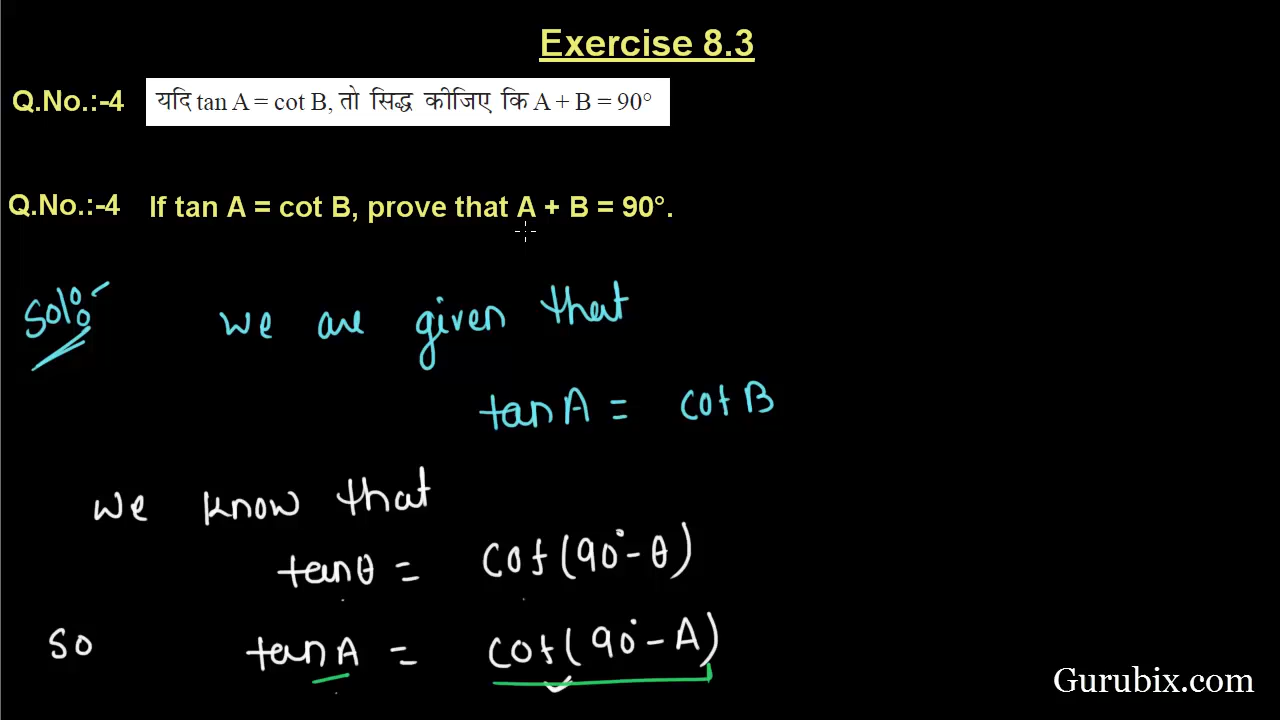 Exercise 8.3
Q.No.:-4 यदि tan A = cot B, तो सिद्ध कीजिए कि A + B = 90°
Q.No.:-4 If tan A = cot B, prove that A + B = 90°.
Sol:- we are given that
tan A = cot B
we know that
tanθ = cot(90°-θ)
so tan A = cot(90°-A)
Gurubix.com